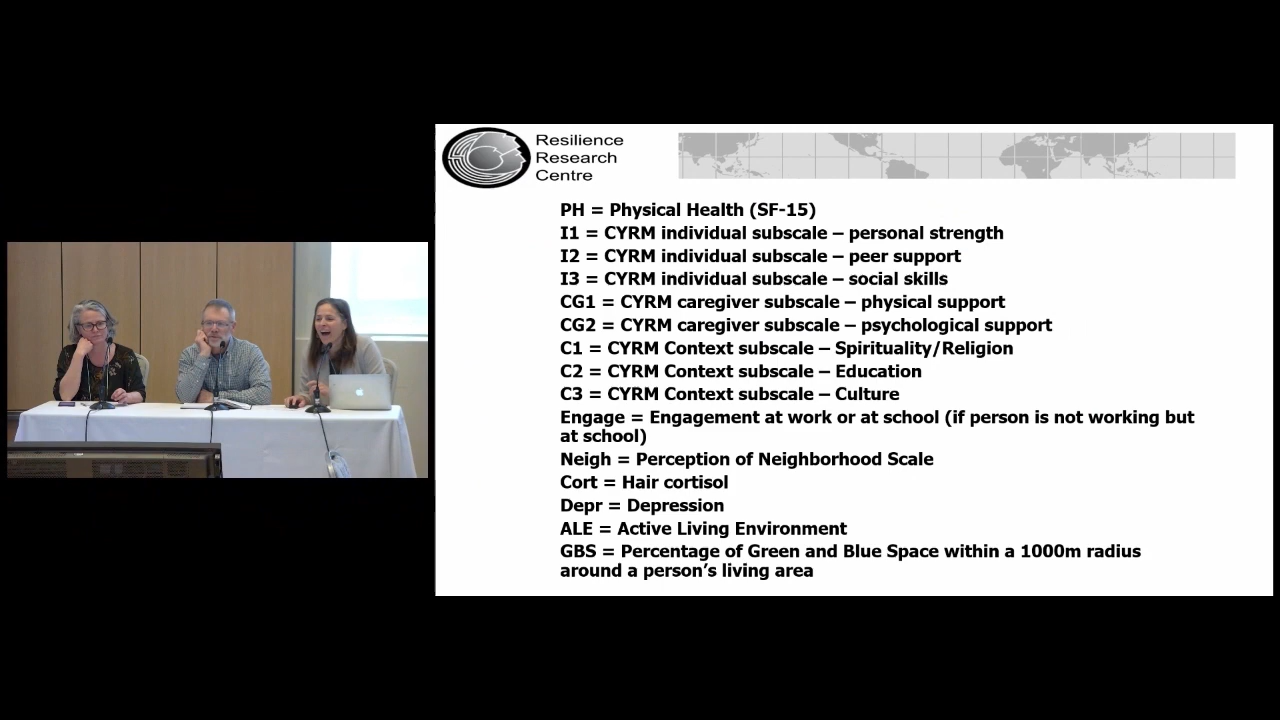 Resilience
Research
Centre
PH = Physical Health (SF-15)
I1 = CYRM individual subscale – personal strength
I2 = CYRM individual subscale – peer support
I3 = CYRM individual subscale – social skills
CG1 = CYRM caregiver subscale – physical support
CG2 = CYRM caregiver subscale – psychological support
C1 = CYRM Context subscale – Spirituality/Religion
C2 = CYRM Context subscale – Education
C3 = CYRM Context subscale – Culture
Engage = Engagement at work or at school (if person is not working but
at school)
Neigh = Perception of Neighborhood Scale
Cort = Hair cortisol
Depr = Depression
ALE = Active Living Environment
GBS = Percentage of Green and Blue Space within a 1000m radius
around a person’s living area